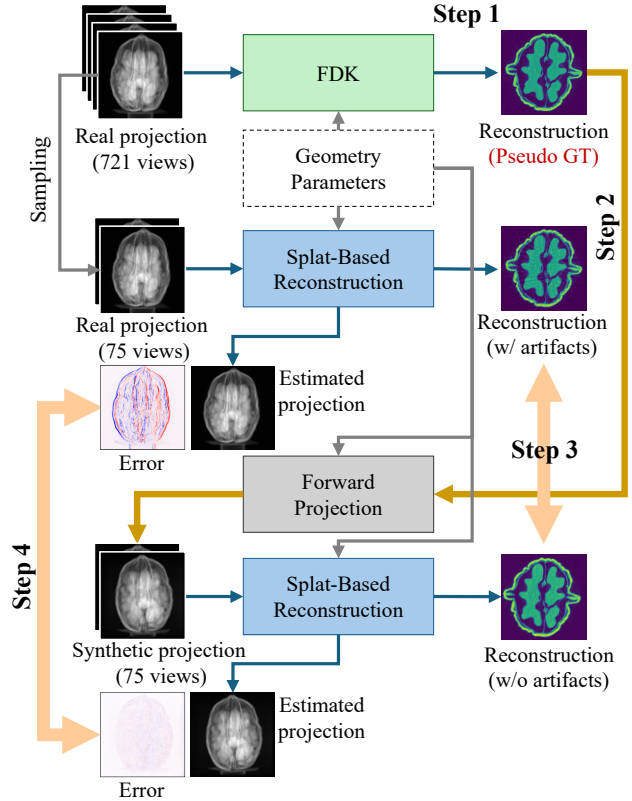 Step 1
FDK
Real projection
(721 views)
Reconstruction
(Pseudo GT)
Geometry
Parameters
Sampling
Step 2
Splat-Based
Reconstruction
Real projection
(75 views)
Reconstruction
(w/ artifacts)
Estimated
projection
Error
Step 3
Forward
Projection
Step 4
Splat-Based
Reconstruction
Synthetic projection
(75 views)
Reconstruction
(w/o artifacts)
Estimated
projection
Error